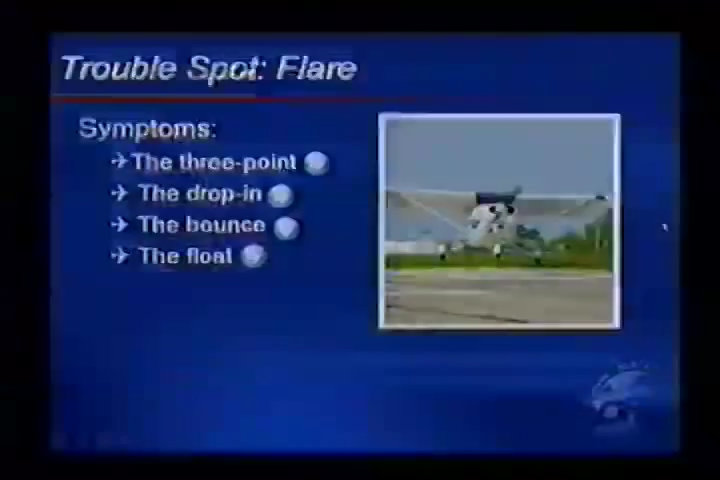 Trouble Spot: Flare
Symptoms:
The three-point
The drop-in
The bounce
The float